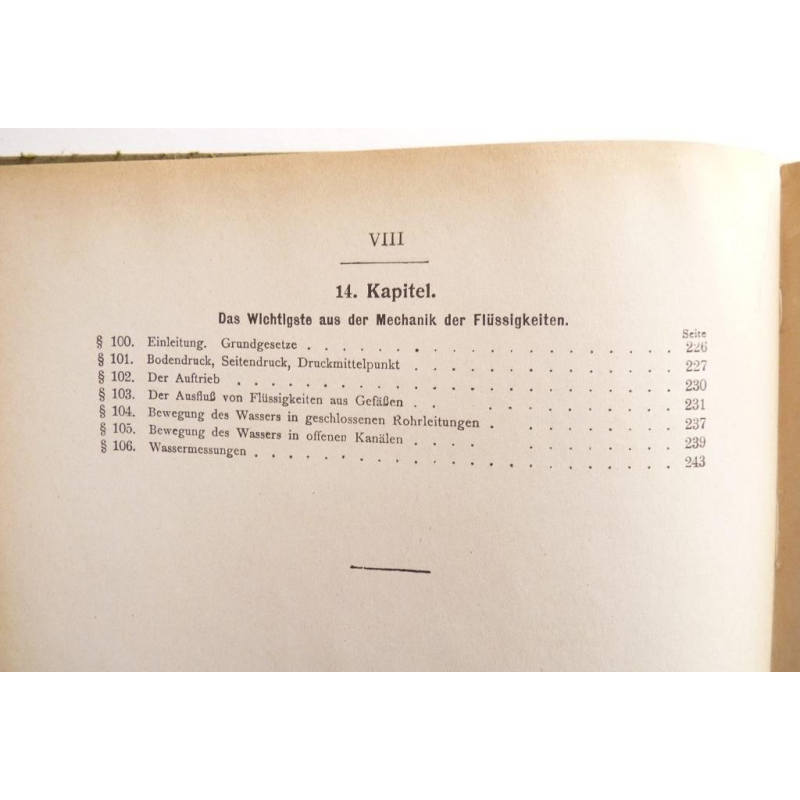 VIII
14. Kapitel.
Das Wichtigste aus der Mechanik der Flüssigkeiten.
Seite
§ 100. Einleitung. Grundgesetze . . . . . . . . . . . . . . . . . . . 226
§ 101. Bodendruck, Seitendruck, Druckmittelpunkt . . . . . . . . . . . . 227
§ 102. Der Auftrieb . . . . . . . . . . . . . . . . . . . . . . 230
§ 103. Der Ausfluß von Flüssigkeiten aus Gefäßen . . . . . . . . . . . 231
§ 104. Bewegung des Wassers in geschlossenen Rohrleitungen . . . . . . . . 237
§ 105. Bewegung des Wassers in offenen Kanälen . . . . . . . . . . . 239
§ 106. Wassermessungen . . . . . . . . . . . . . . . . . . . . . 243